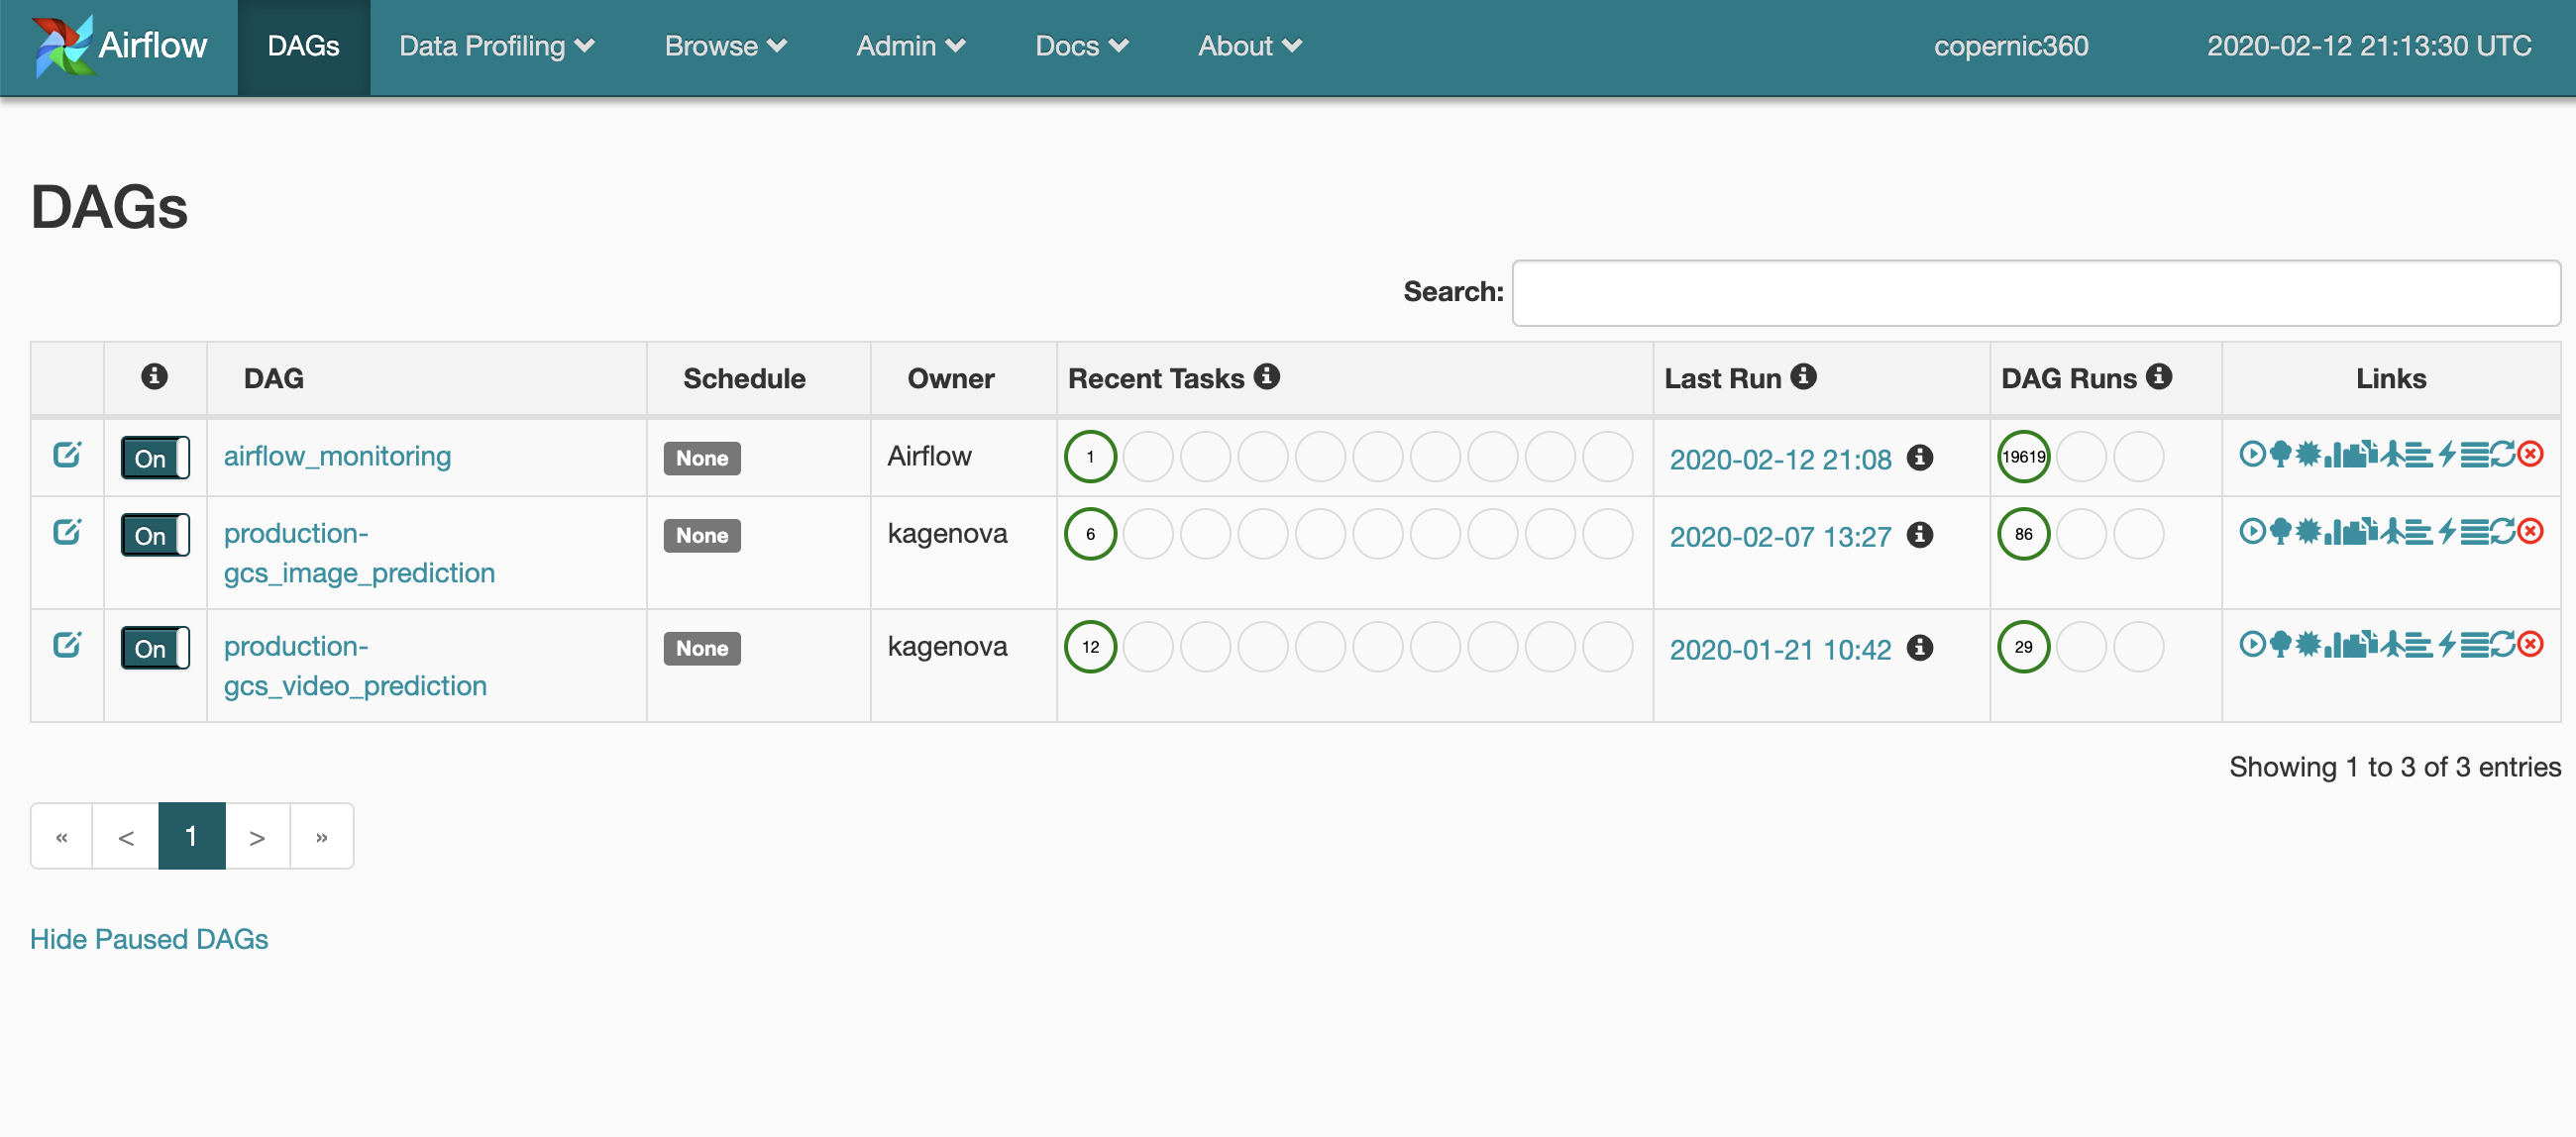 Airflow DAGs Data Profiling Browse Admin Docs About copernic360 2020-02-12 21:13:30 UTC
DAGs
Search:
DAG Schedule Owner Recent Tasks Last Run DAG Runs Links
On airflow_monitoring None Airflow 1 2020-02-12 21:08 19619
On production- None kagenova 6 2020-02-07 13:27 86
gcs_image_prediction
On production- None kagenova 12 2020-01-21 10:42 29
gcs_video_prediction
Showing 1 to 3 of 3 entries
« < 1 > »
Hide Paused DAGs